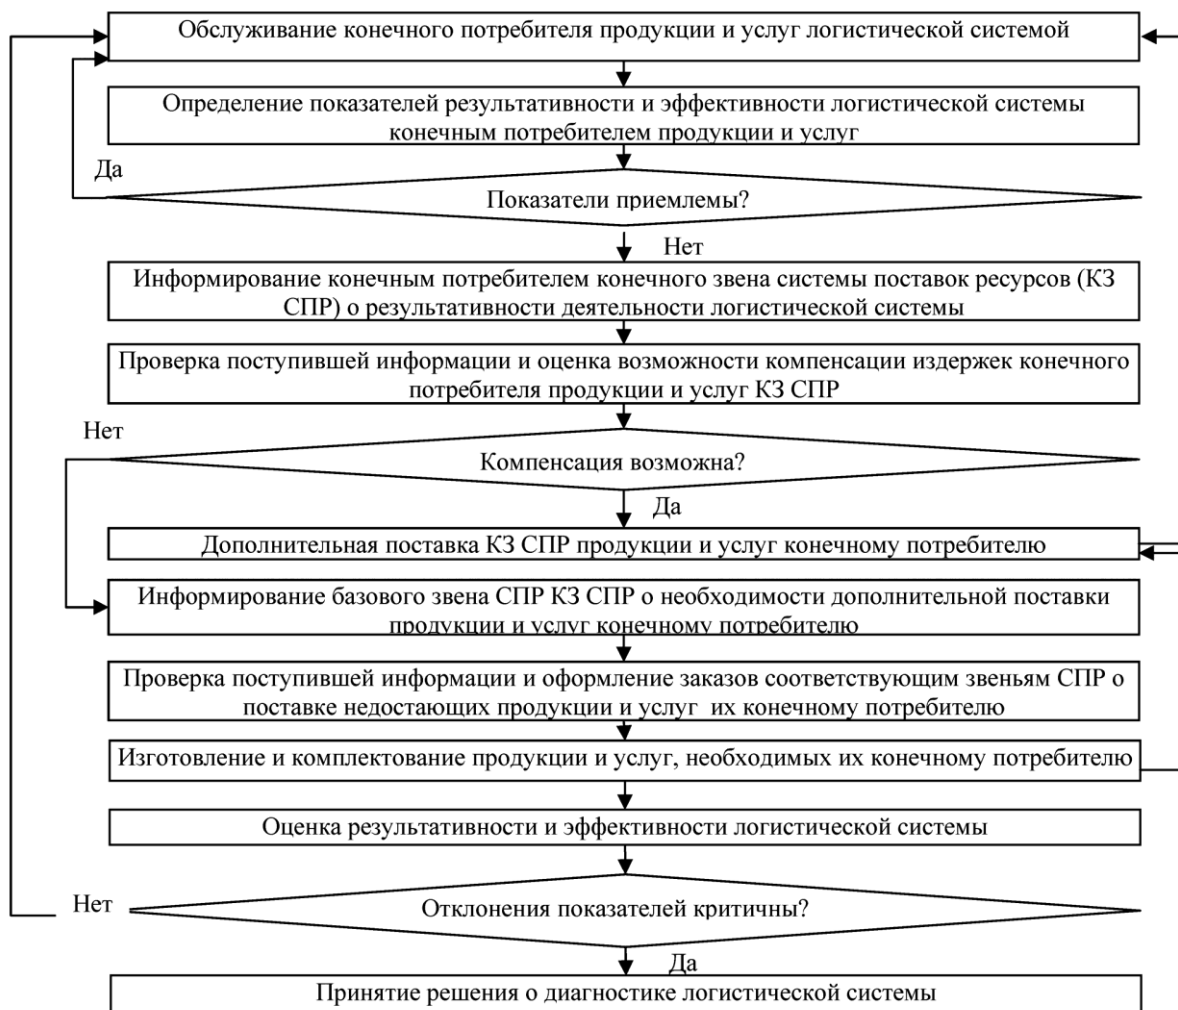 Обслуживание конечного потребителя продукции и услуг логистической системой
Определение показателей результативности и эффективности логистической системы
конечным потребителем продукции и услуг
Да
Показатели приемлемы?
Нет
Информирование конечным потребителем конечного звена системы поставок ресурсов (КЗ
СПР) о результативности деятельности логистической системы
Проверка поступившей информации и оценка возможности компенсации издержек конечного
потребителя продукции и услуг КЗ СПР
Нет
Компенсация возможна?
Да
Дополнительная поставка КЗ СПР продукции и услуг конечному потребителю
Информирование базового звена СПР КЗ СПР о необходимости дополнительной поставки
продукции и услуг конечному потребителю
Проверка поступившей информации и оформление заказов соответствующим звеньям СПР о
поставке недостающих продукции и услуг их конечному потребителю
Изготовление и комплектование продукции и услуг, необходимых их конечному потребителю
Оценка результативности и эффективности логистической системы
Нет
Отклонения показателей критичны?
Да
Принятие решения о диагностике логистической системы